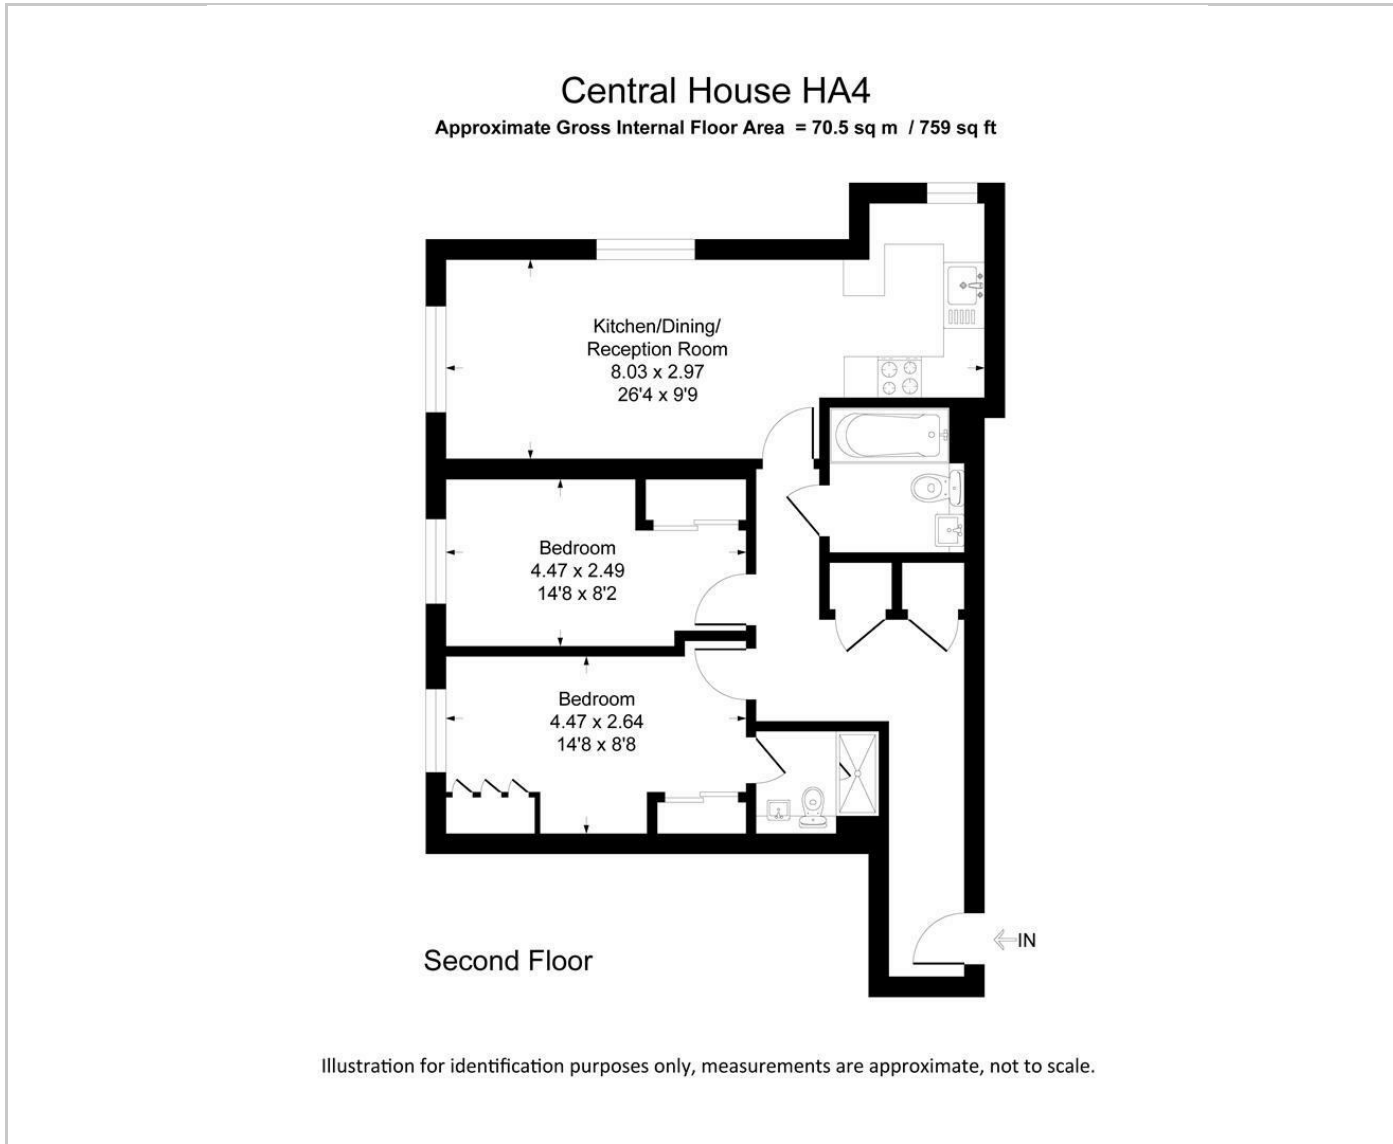 Central House HA4
Approximate Gross Internal Floor Area = 70.5 sq m / 759 sq ft
Kitchen/Dining/
Reception Room
8.03 x 2.97
26'4 x 9'9
Bedroom
4.47 x 2.49
14'8 x 8'2
Bedroom
4.47 x 2.64
14'8 x 8'8
IN
Second Floor
Illustration for identification purposes only, measurements are approximate, not to scale.